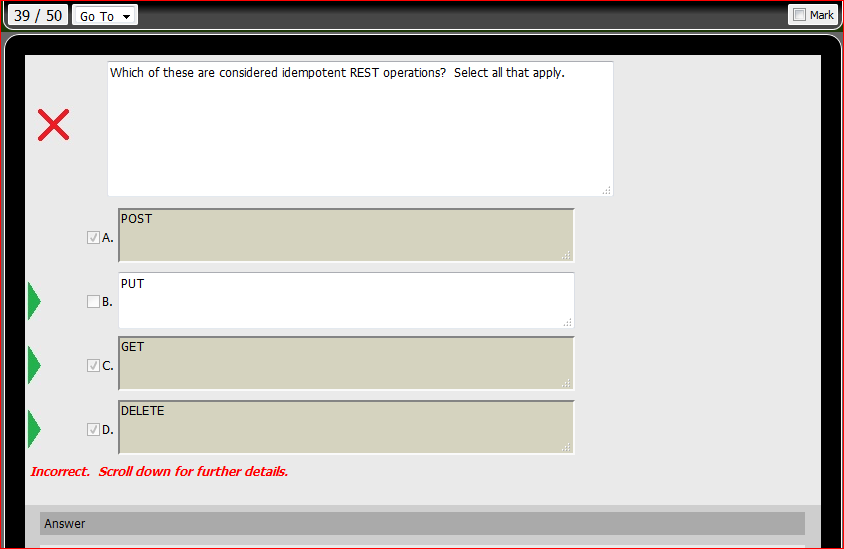 39 / 50 Go To Mark
Which of these are considered idempotent REST operations?  Select all that apply.
A. POST
B. PUT
C. GET
D. DELETE
Incorrect.  Scroll down for further details.
Answer